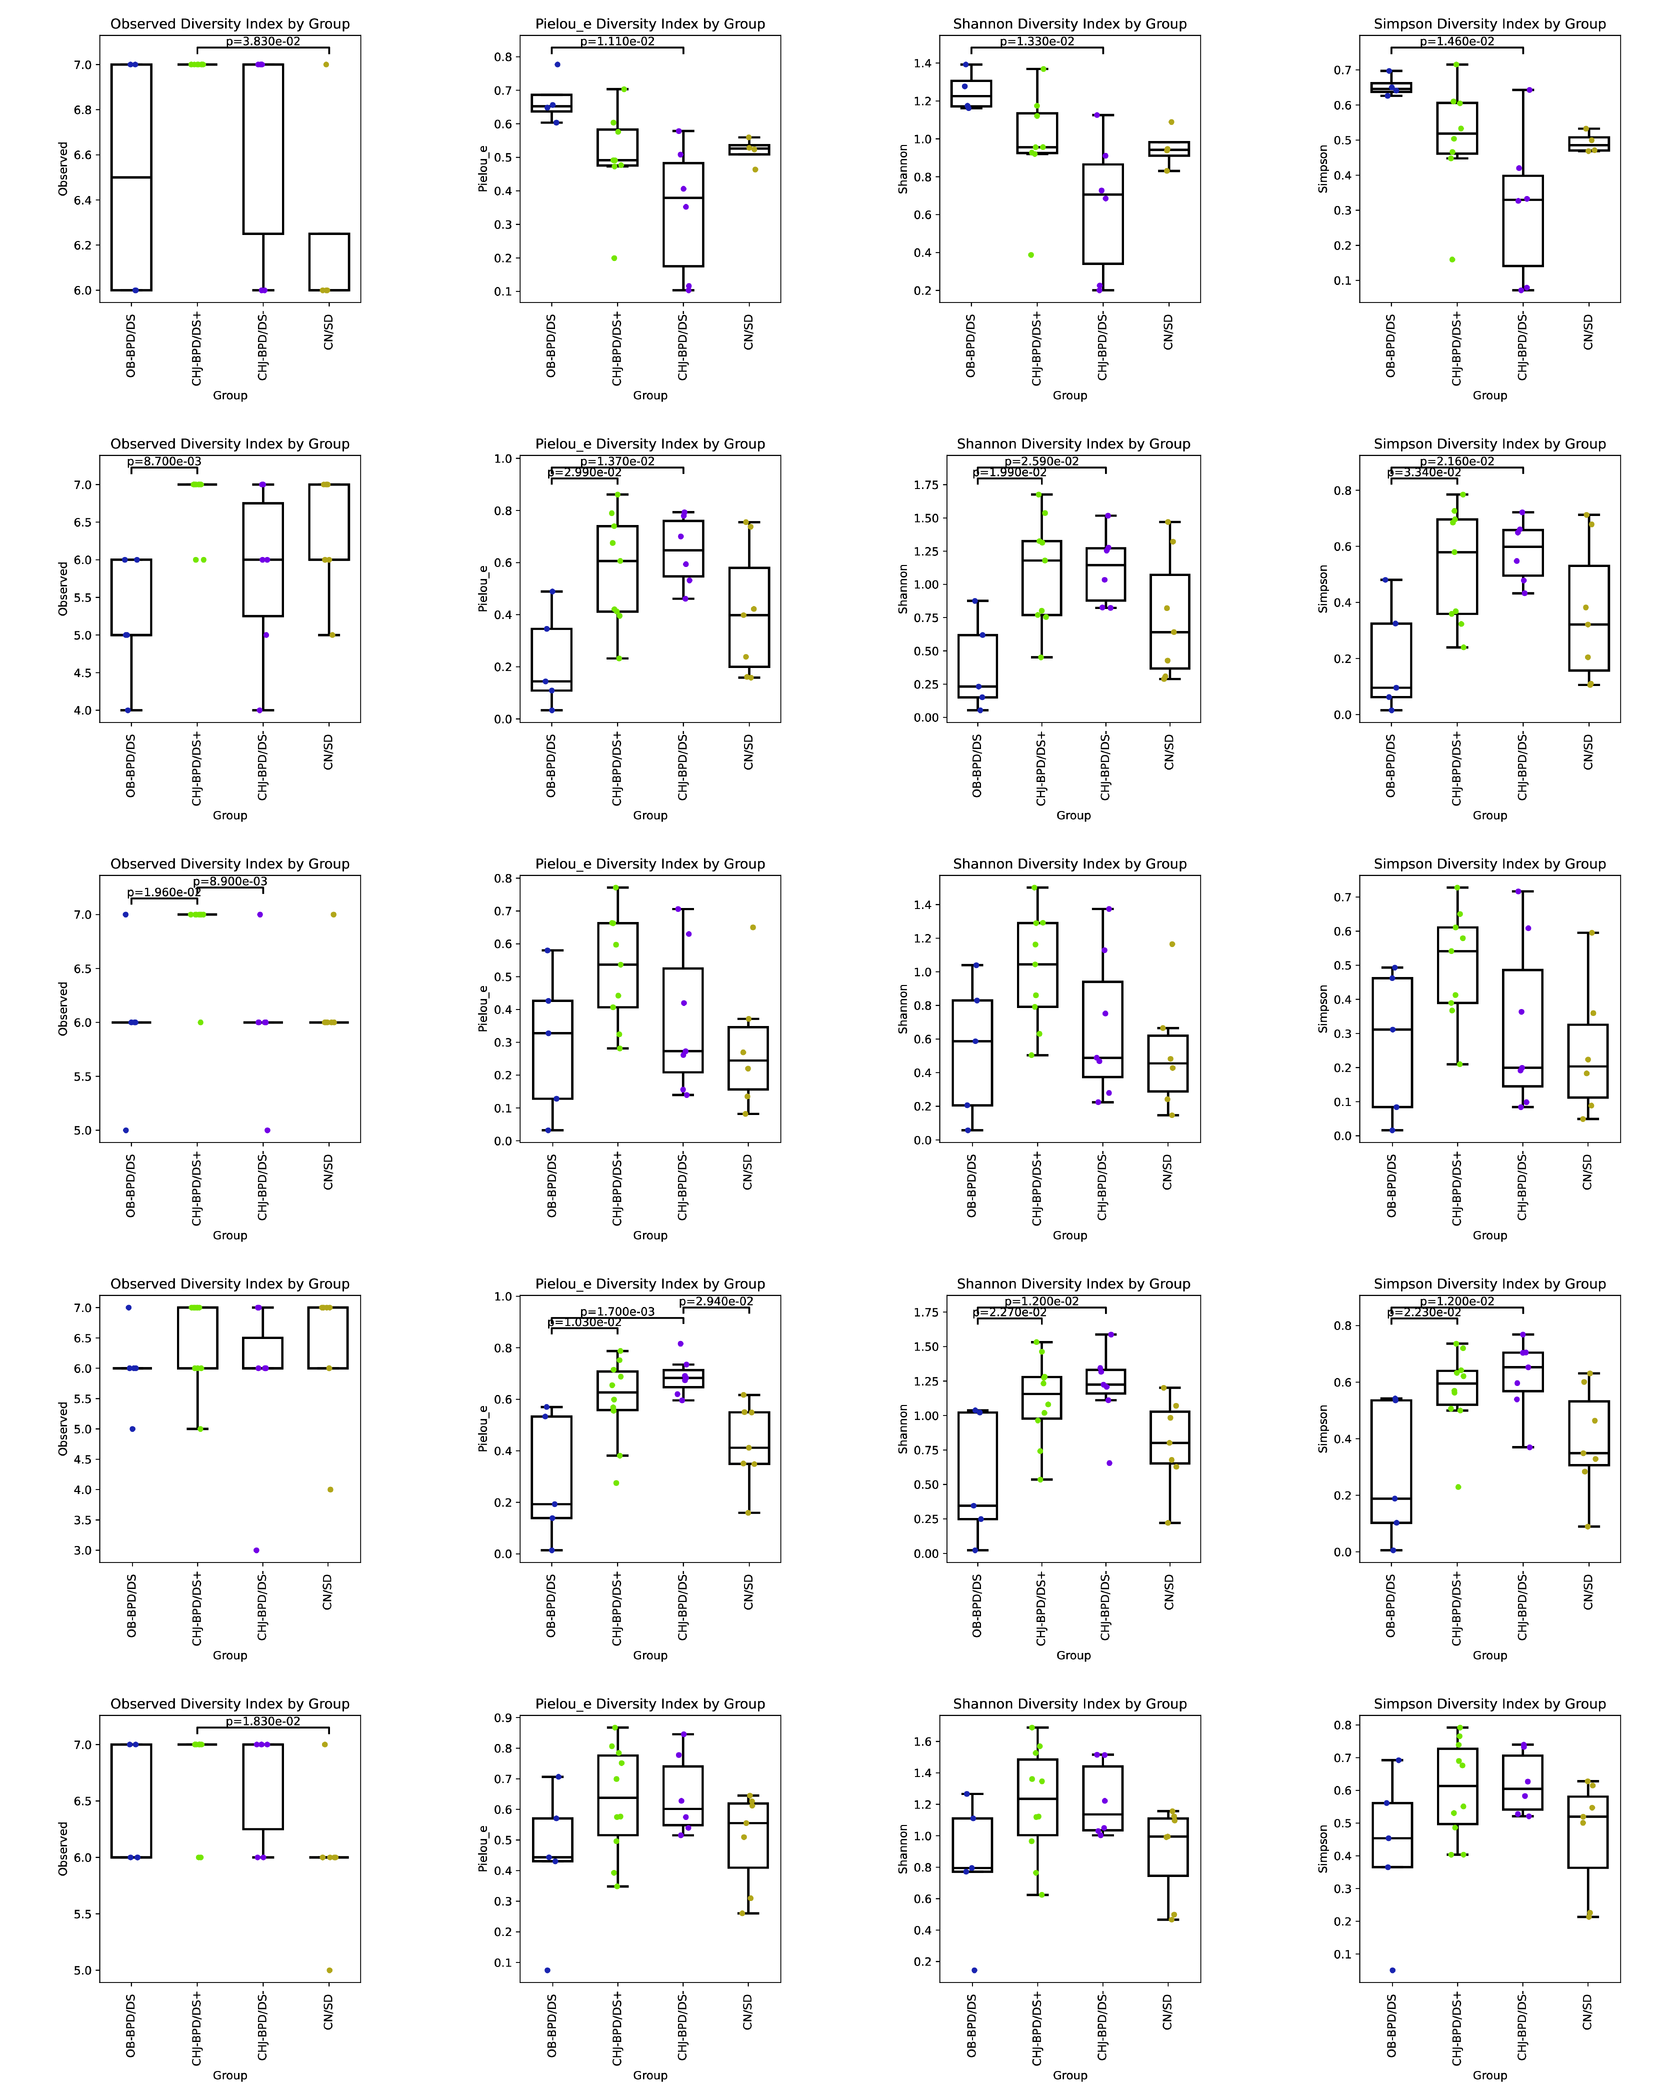 Observed Diversity Index by Group
p=3.830e-02
7.0
6.8
6.6
6.4
6.2
6.0
Observed
OB-BPD/DS
CHJ-BPD/DS+
CHJ-BPD/DS-
CN/SD
Group
Pielou_e Diversity Index by Group
p=1.110e-02
0.8
0.7
0.6
0.5
0.4
0.3
0.2
0.1
Pielou_e
OB-BPD/DS
CHJ-BPD/DS+
CHJ-BPD/DS-
CN/SD
Group
Shannon Diversity Index by Group
p=1.330e-02
1.4
1.2
1.0
0.8
0.6
0.4
0.2
Shannon
OB-BPD/DS
CHJ-BPD/DS+
CHJ-BPD/DS-
CN/SD
Group
Simpson Diversity Index by Group
p=1.460e-02
0.7
0.6
0.5
0.4
0.3
0.2
0.1
Simpson
OB-BPD/DS
CHJ-BPD/DS+
CHJ-BPD/DS-
CN/SD
Group
Observed Diversity Index by Group
p=8.700e-03
7.0
6.5
6.0
5.5
5.0
4.5
4.0
Observed
OB-BPD/DS
CHJ-BPD/DS+
CHJ-BPD/DS-
CN/SD
Group
Pielou_e Diversity Index by Group
p=1.370e-02
p=2.990e-02
1.0
0.8
0.6
0.4
0.2
0.0
Pielou_e
OB-BPD/DS
CHJ-BPD/DS+
CHJ-BPD/DS-
CN/SD
Group
Shannon Diversity Index by Group
p=2.590e-02
p=1.990e-02
1.75
1.50
1.25
1.00
0.75
0.50
0.25
0.00
Shannon
OB-BPD/DS
CHJ-BPD/DS+
CHJ-BPD/DS-
CN/SD
Group
Simpson Diversity Index by Group
p=2.160e-02
p=3.340e-02
0.8
0.6
0.4
0.2
0.0
Simpson
OB-BPD/DS
CHJ-BPD/DS+
CHJ-BPD/DS-
CN/SD
Group
Observed Diversity Index by Group
p=8.900e-03
p=1.960e-02
7.0
6.5
6.0
5.5
5.0
Observed
OB-BPD/DS
CHJ-BPD/DS+
CHJ-BPD/DS-
CN/SD
Group
Pielou_e Diversity Index by Group
0.8
0.7
0.6
0.5
0.4
0.3
0.2
0.1
0.0
Pielou_e
OB-BPD/DS
CHJ-BPD/DS+
CHJ-BPD/DS-
CN/SD
Group
Shannon Diversity Index by Group
1.4
1.2
1.0
0.8
0.6
0.4
0.2
0.0
Shannon
OB-BPD/DS
CHJ-BPD/DS+
CHJ-BPD/DS-
CN/SD
Group
Simpson Diversity Index by Group
0.7
0.6
0.5
0.4
0.3
0.2
0.1
0.0
Simpson
OB-BPD/DS
CHJ-BPD/DS+
CHJ-BPD/DS-
CN/SD
Group
Observed Diversity Index by Group
7.0
6.5
6.0
5.5
5.0
4.5
4.0
3.5
3.0
Observed
OB-BPD/DS
CHJ-BPD/DS+
CHJ-BPD/DS-
CN/SD
Group
Pielou_e Diversity Index by Group
p=2.940e-02
p=1.700e-03
p=1.030e-02
1.0
0.8
0.6
0.4
0.2
0.0
Pielou_e
OB-BPD/DS
CHJ-BPD/DS+
CHJ-BPD/DS-
CN/SD
Group
Shannon Diversity Index by Group
p=1.200e-02
p=2.270e-02
1.75
1.50
1.25
1.00
0.75
0.50
0.25
0.00
Shannon
OB-BPD/DS
CHJ-BPD/DS+
CHJ-BPD/DS-
CN/SD
Group
Simpson Diversity Index by Group
p=1.200e-02
p=2.230e-02
0.8
0.6
0.4
0.2
0.0
Simpson
OB-BPD/DS
CHJ-BPD/DS+
CHJ-BPD/DS-
CN/SD
Group
Observed Diversity Index by Group
p=1.830e-02
7.0
6.5
6.0
5.5
5.0
Observed
OB-BPD/DS
CHJ-BPD/DS+
CHJ-BPD/DS-
CN/SD
Group
Pielou_e Diversity Index by Group
0.9
0.8
0.7
0.6
0.5
0.4
0.3
0.2
0.1
Pielou_e
OB-BPD/DS
CHJ-BPD/DS+
CHJ-BPD/DS-
CN/SD
Group
Shannon Diversity Index by Group
1.6
1.4
1.2
1.0
0.8
0.6
0.4
0.2
Shannon
OB-BPD/DS
CHJ-BPD/DS+
CHJ-BPD/DS-
CN/SD
Group
Simpson Diversity Index by Group
0.8
0.7
0.6
0.5
0.4
0.3
0.2
0.1
Simpson
OB-BPD/DS
CHJ-BPD/DS+
CHJ-BPD/DS-
CN/SD
Group